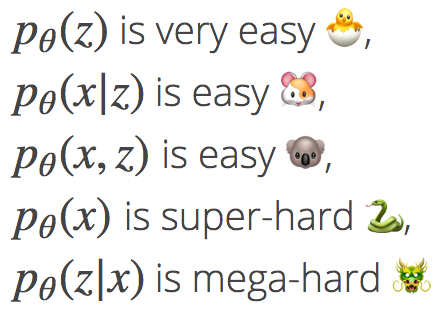 pθ(z) is very easy 🐣,
pθ(x|z) is easy 🐹,
pθ(x, z) is easy 🐨,
pθ(x) is super-hard 🐍,
pθ(z|x) is mega-hard 🐲